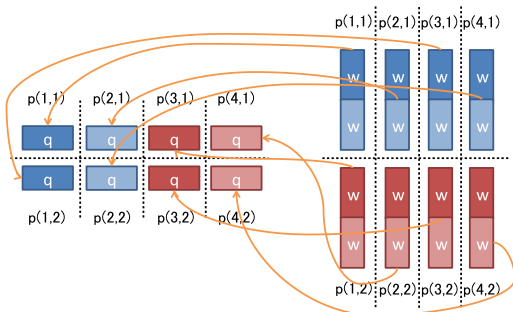 p(1,1) p(2,1) p(3,1) p(4,1)
w w w w
w w w w
p(1,1) p(2,1) p(3,1) p(4,1)
q q q q
q q q q
p(1,2) p(2,2) p(3,2) p(4,2)
w w w w
w w w w
p(1,2) p(2,2) p(3,2) p(4,2)